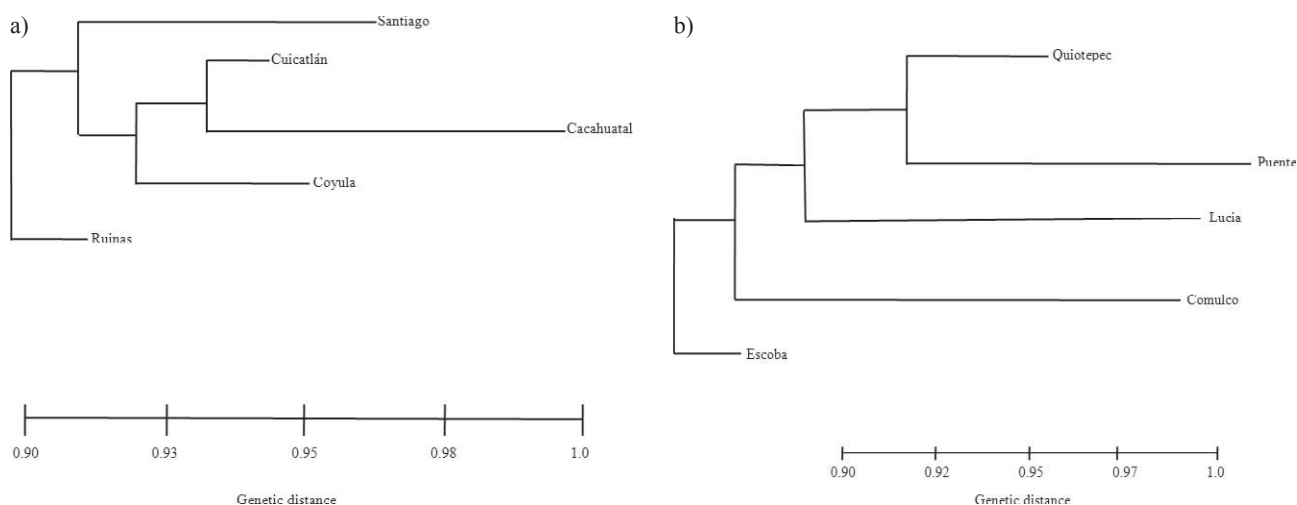 a)
Santiago
Cuicatlán
Cacahuatal
Coyula
Ruinas
0.90 0.93 0.95 0.98 1.0
Genetic distance
b)
Quiotepec
Puente
Lucia
Comulco
Escoba
0.90 0.92 0.95 0.97 1.0
Genetic distance